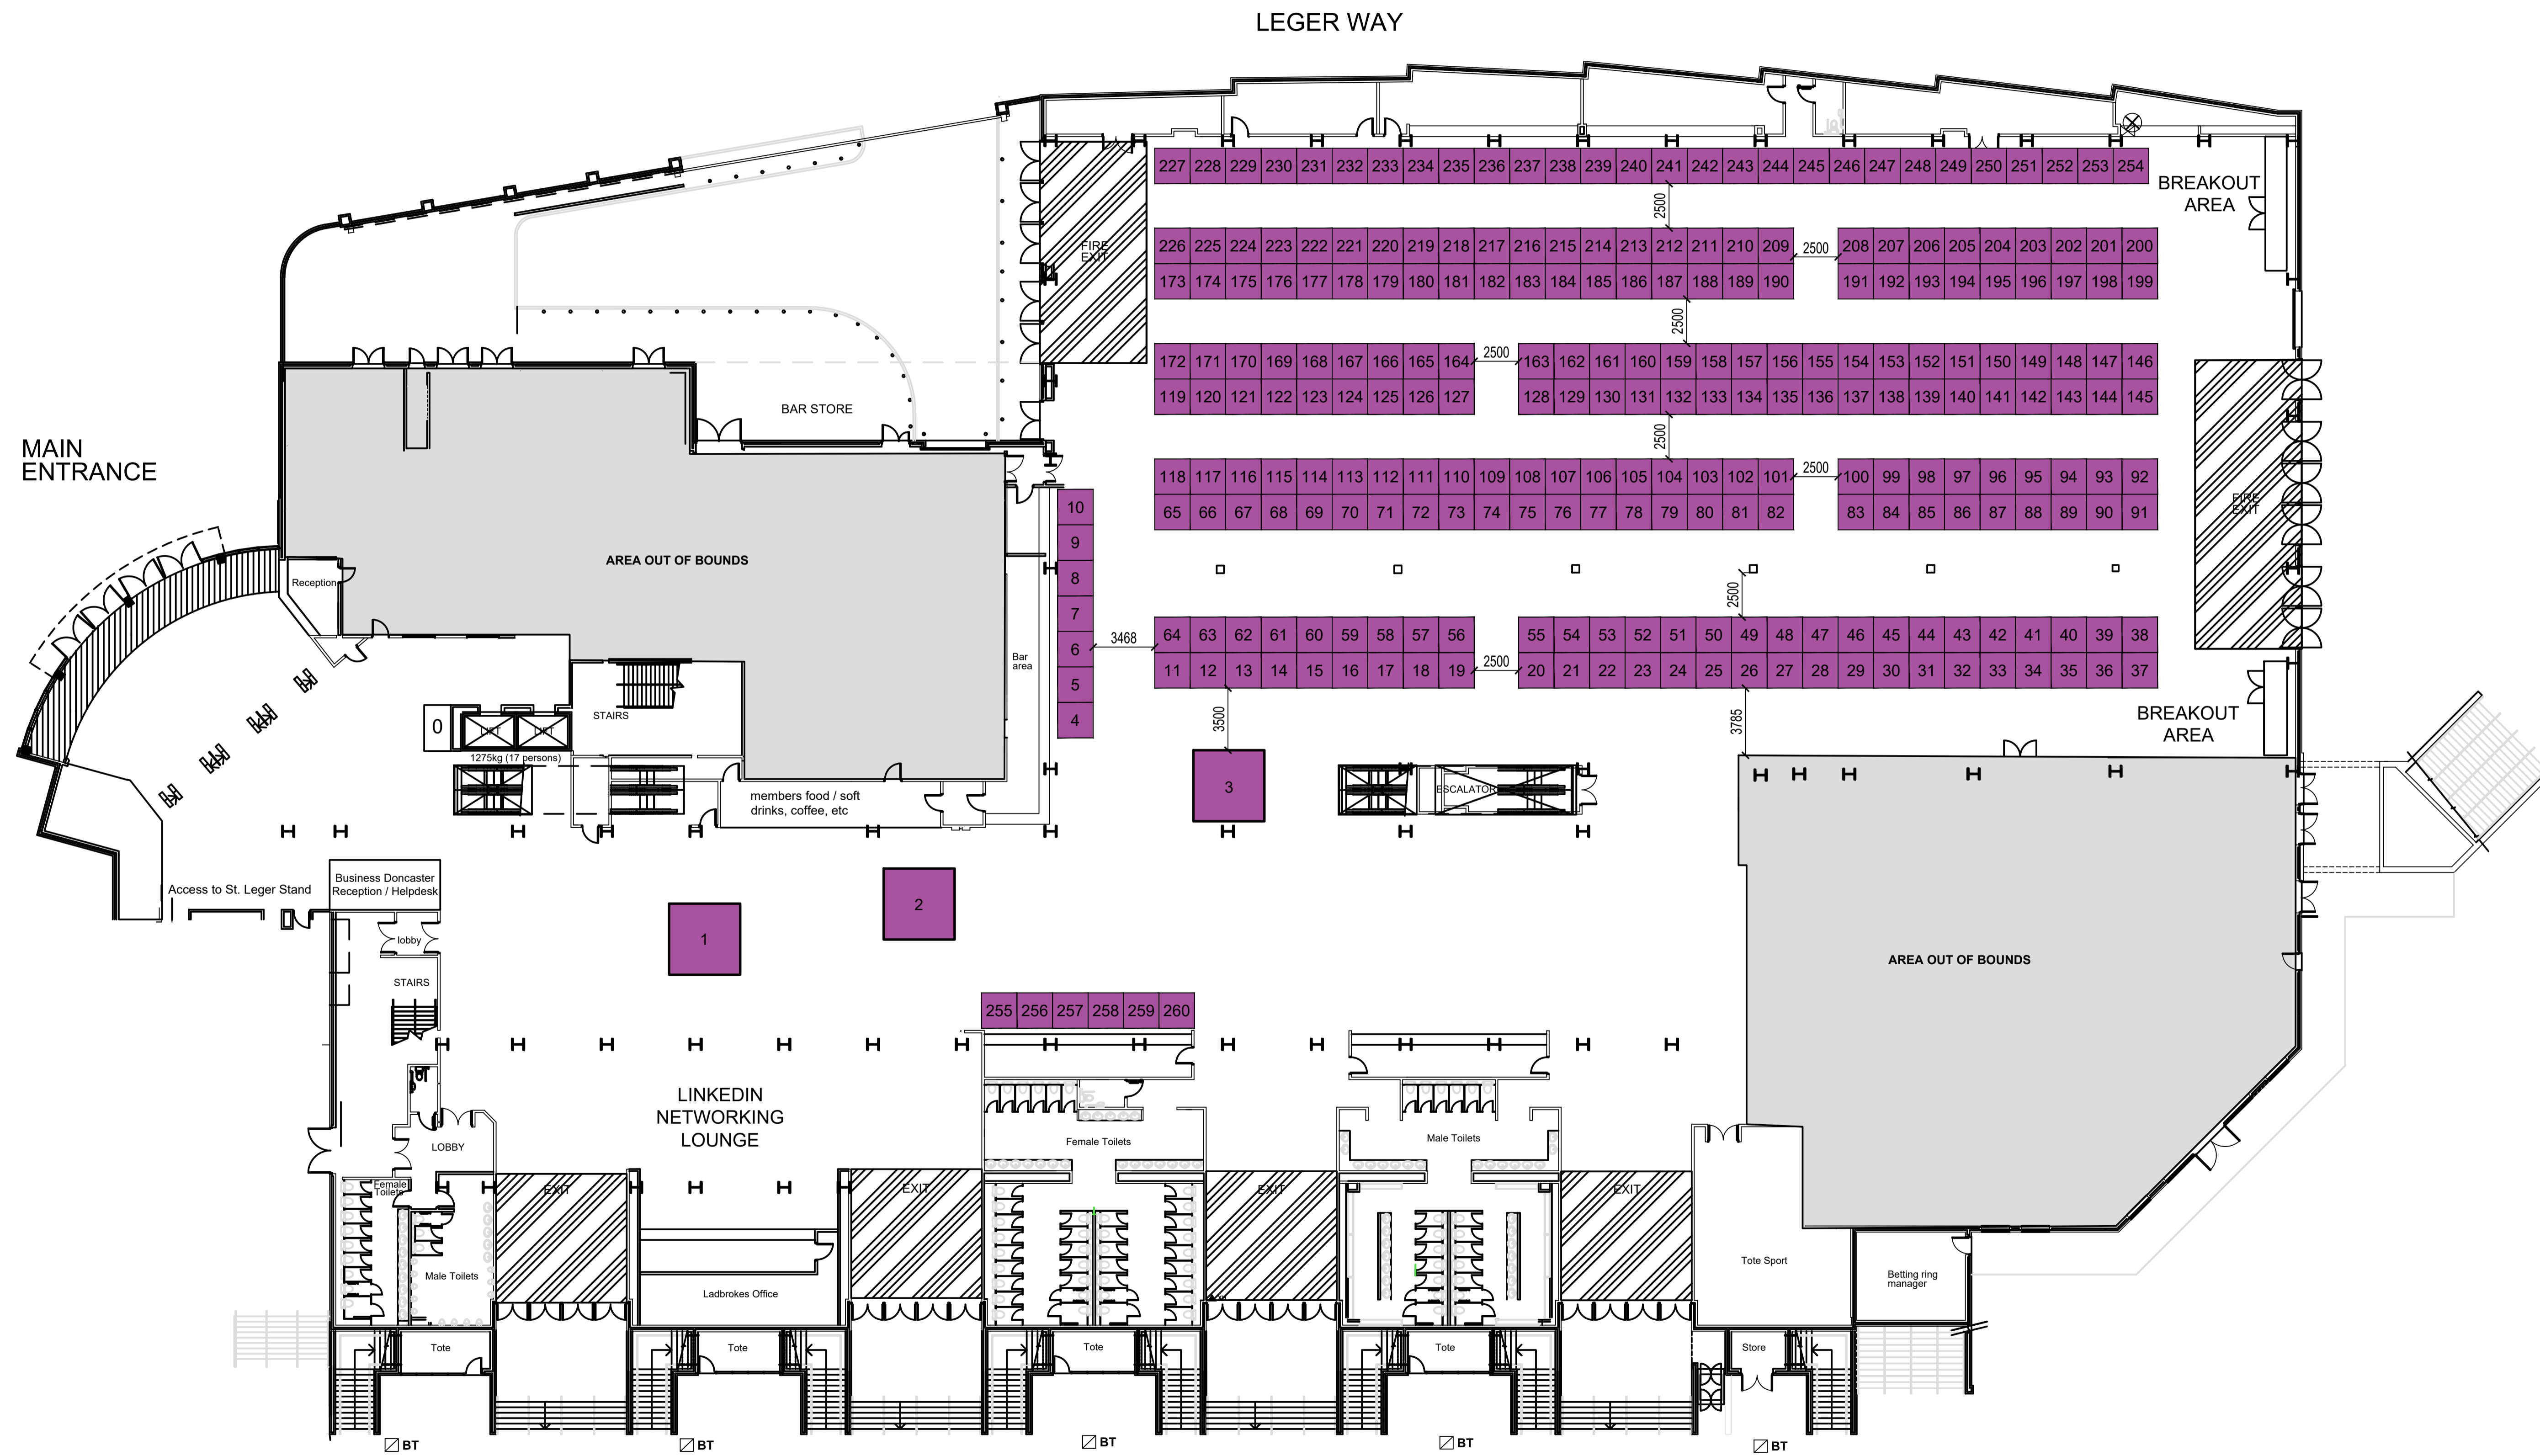 LEGER WAY
227 228 229 230 231 232 233 234 235 236 237 238 239 240 241 242 243 244 245 246 247 248 249 250 251 252 253 254
BREAKOUT
AREA
2500
FIRE
EXIT
226 225 224 223 222 221 220 219 218 217 216 215 214 213 212 211 210 209
2500
208 207 206 205 204 203 202 201 200
173 174 175 176 177 178 179 180 181 182 183 184 185 186 187 188 189 190
191 192 193 194 195 196 197 198 199
2500
172 171 170 169 168 167 166 165 164
2500
163 162 161 160 159 158 157 156 155 154 153 152 151 150 149 148 147 146
119 120 121 122 123 124 125 126 127
128 129 130 131 132 133 134 135 136 137 138 139 140 141 142 143 144 145
BAR STORE
2500
MAIN
ENTRANCE
118 117 116 115 114 113 112 111 110 109 108 107 106 105 104 103 102 101
2500
100 99 98 97 96 95 94 93 92
65 66 67 68 69 70 71 72 73 74 75 76 77 78 79 80 81 82
83 84 85 86 87 88 89 90 91
FIRE
EXIT
10
9
8
7
6
5
4
AREA OUT OF BOUNDS
Reception
2500
3468
64 63 62 61 60 59 58 57 56
55 54 53 52 51 50 49 48 47 46 45 44 43 42 41 40 39 38
11 12 13 14 15 16 17 18 19
2500
20 21 22 23 24 25 26 27 28 29 30 31 32 33 34 35 36 37
Bar
area
3500
3785
BREAKOUT
AREA
STAIRS
0
LIFT
LIFT
1275kg (17 persons)
members food / soft
drinks, coffee, etc
3
ESCALATOR
Business Doncaster
Reception / Helpdesk
Access to St. Leger Stand
2
1
lobby
STAIRS
AREA OUT OF BOUNDS
255 256 257 258 259 260
LINKEDIN
NETWORKING
LOUNGE
LOBBY
Female Toilets
Male Toilets
Female
Toilets
EXIT
EXIT
EXIT
EXIT
Male Toilets
Ladbrokes Office
Tote Sport
Betting ring
manager
Tote
Tote
Tote
Tote
Store
BT
BT
BT
BT
BT